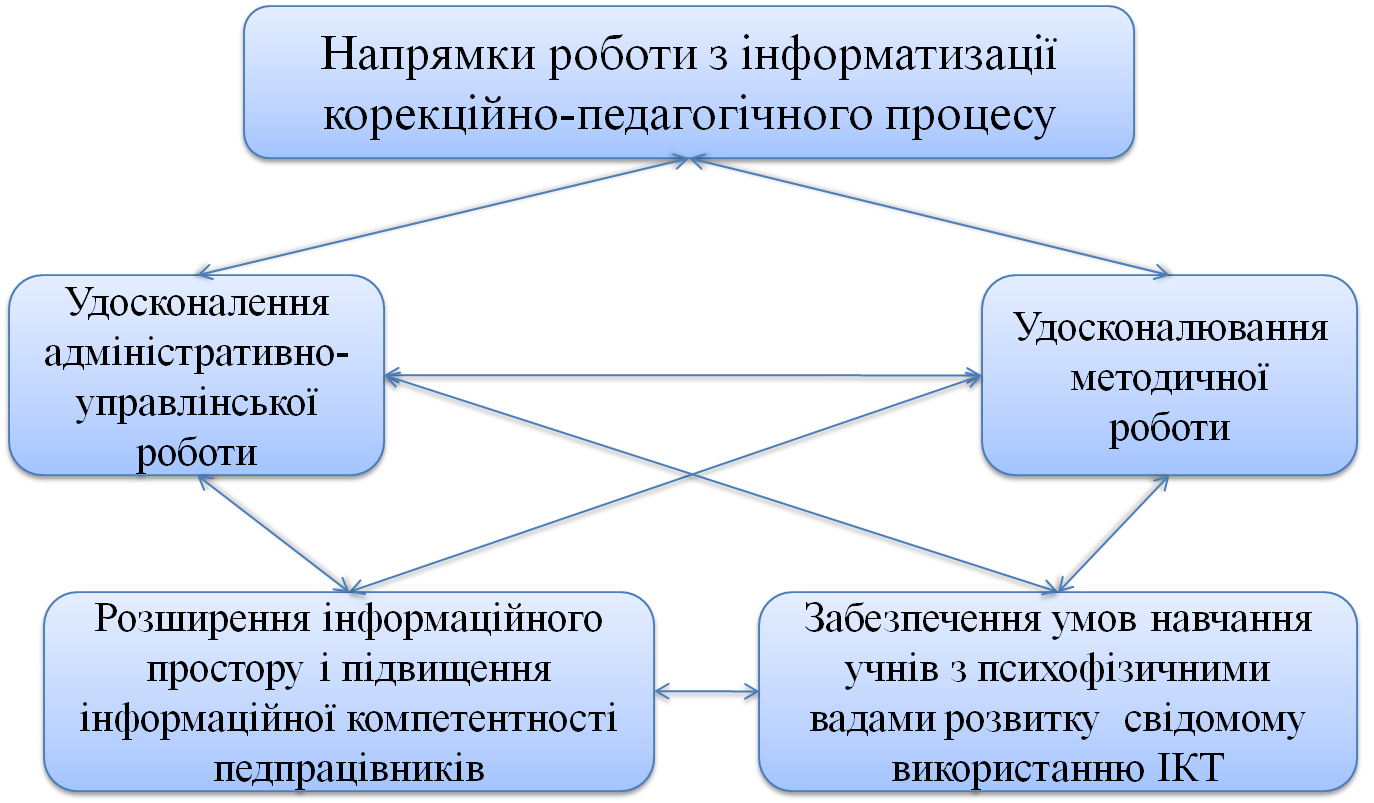 Напрямки роботи з інформатизації
корекційно-педагогічного процесу
Удосконалення
адміністративно-
управлінської
роботи
Удосконалювання
методичної
роботи
Розширення інформаційного
простору і підвищення
інформаційної компетентності
педпрацівників
Забезпечення умов навчання
учнів з психофізичними
вадами розвитку  свідомому
використанню ІКТ